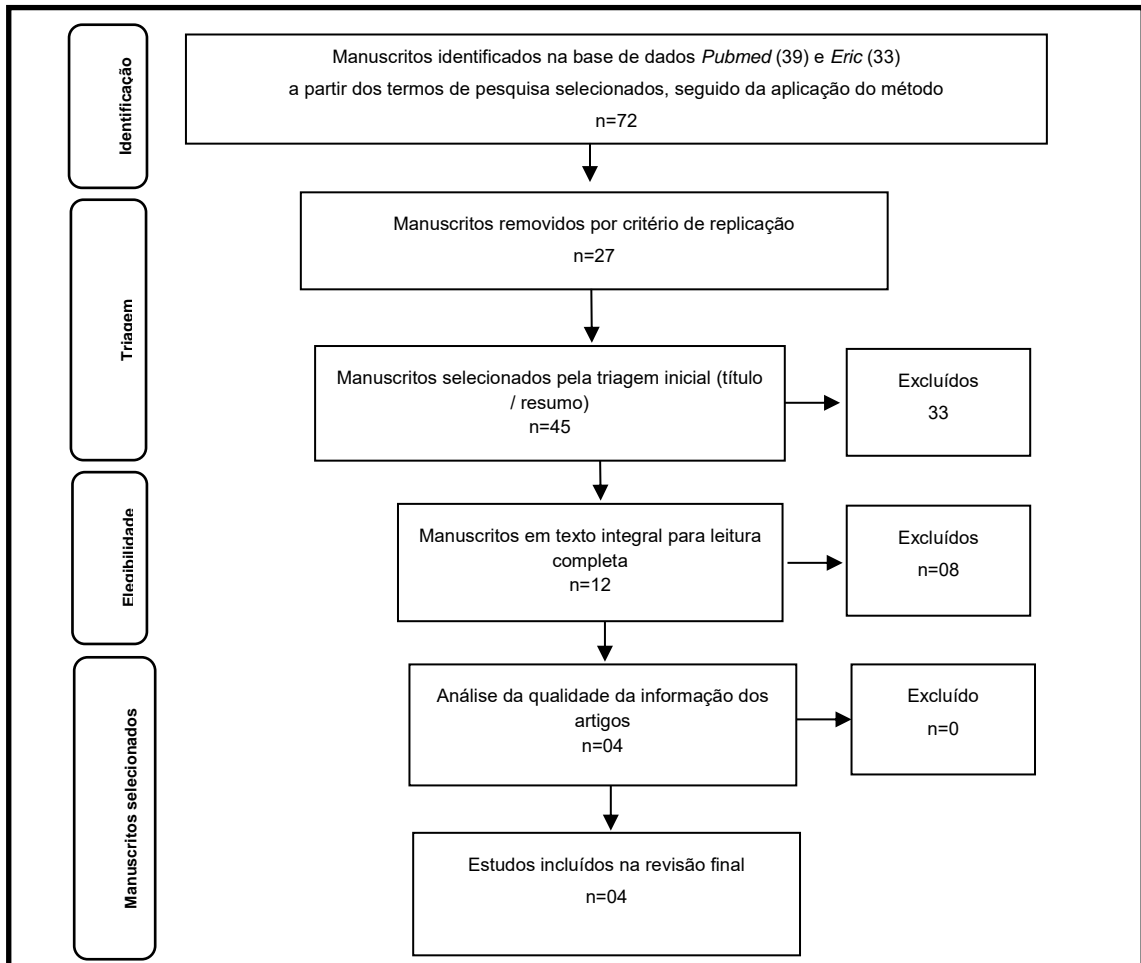 Identificação
Manuscritos identificados na base de dados Pubmed (39) e Eric (33)
a partir dos termos de pesquisa selecionados, seguido da aplicação do método
n=72
Triagem
Manuscritos removidos por critério de replicação
n=27
Manuscritos selecionados pela triagem inicial (título
/ resumo)
n=45
Excluídos
33
Elegibilidade
Manuscritos em texto integral para leitura
completa
n=12
Excluídos
n=08
Manuscritos selecionados
Análise da qualidade da informação dos
artigos
n=04
Excluído
n=0
Estudos incluídos na revisão final
n=04